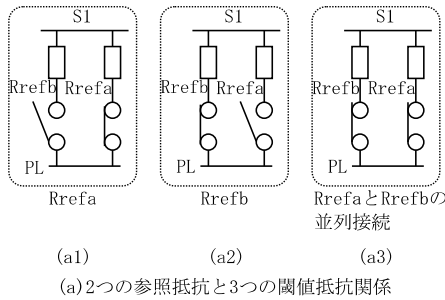 S1 S1 S1
Rrefb Rrefa Rrefb Rrefa Rrefb Rrefa
PL PL PL
Rrefa Rrefb RrefaとRrefbの
並列接続
(a1) (a2) (a3)
(a)2つの参照抵抗と3つの閾値抵抗関係